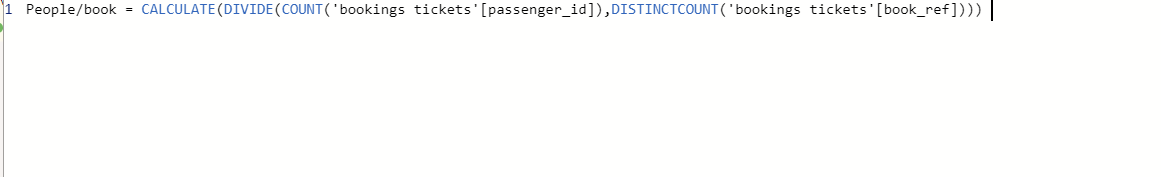 1 People/book = CALCULATE(DIVIDE(COUNT('bookings tickets'[passenger_id]),DISTINCTCOUNT('bookings tickets'[book_ref])))